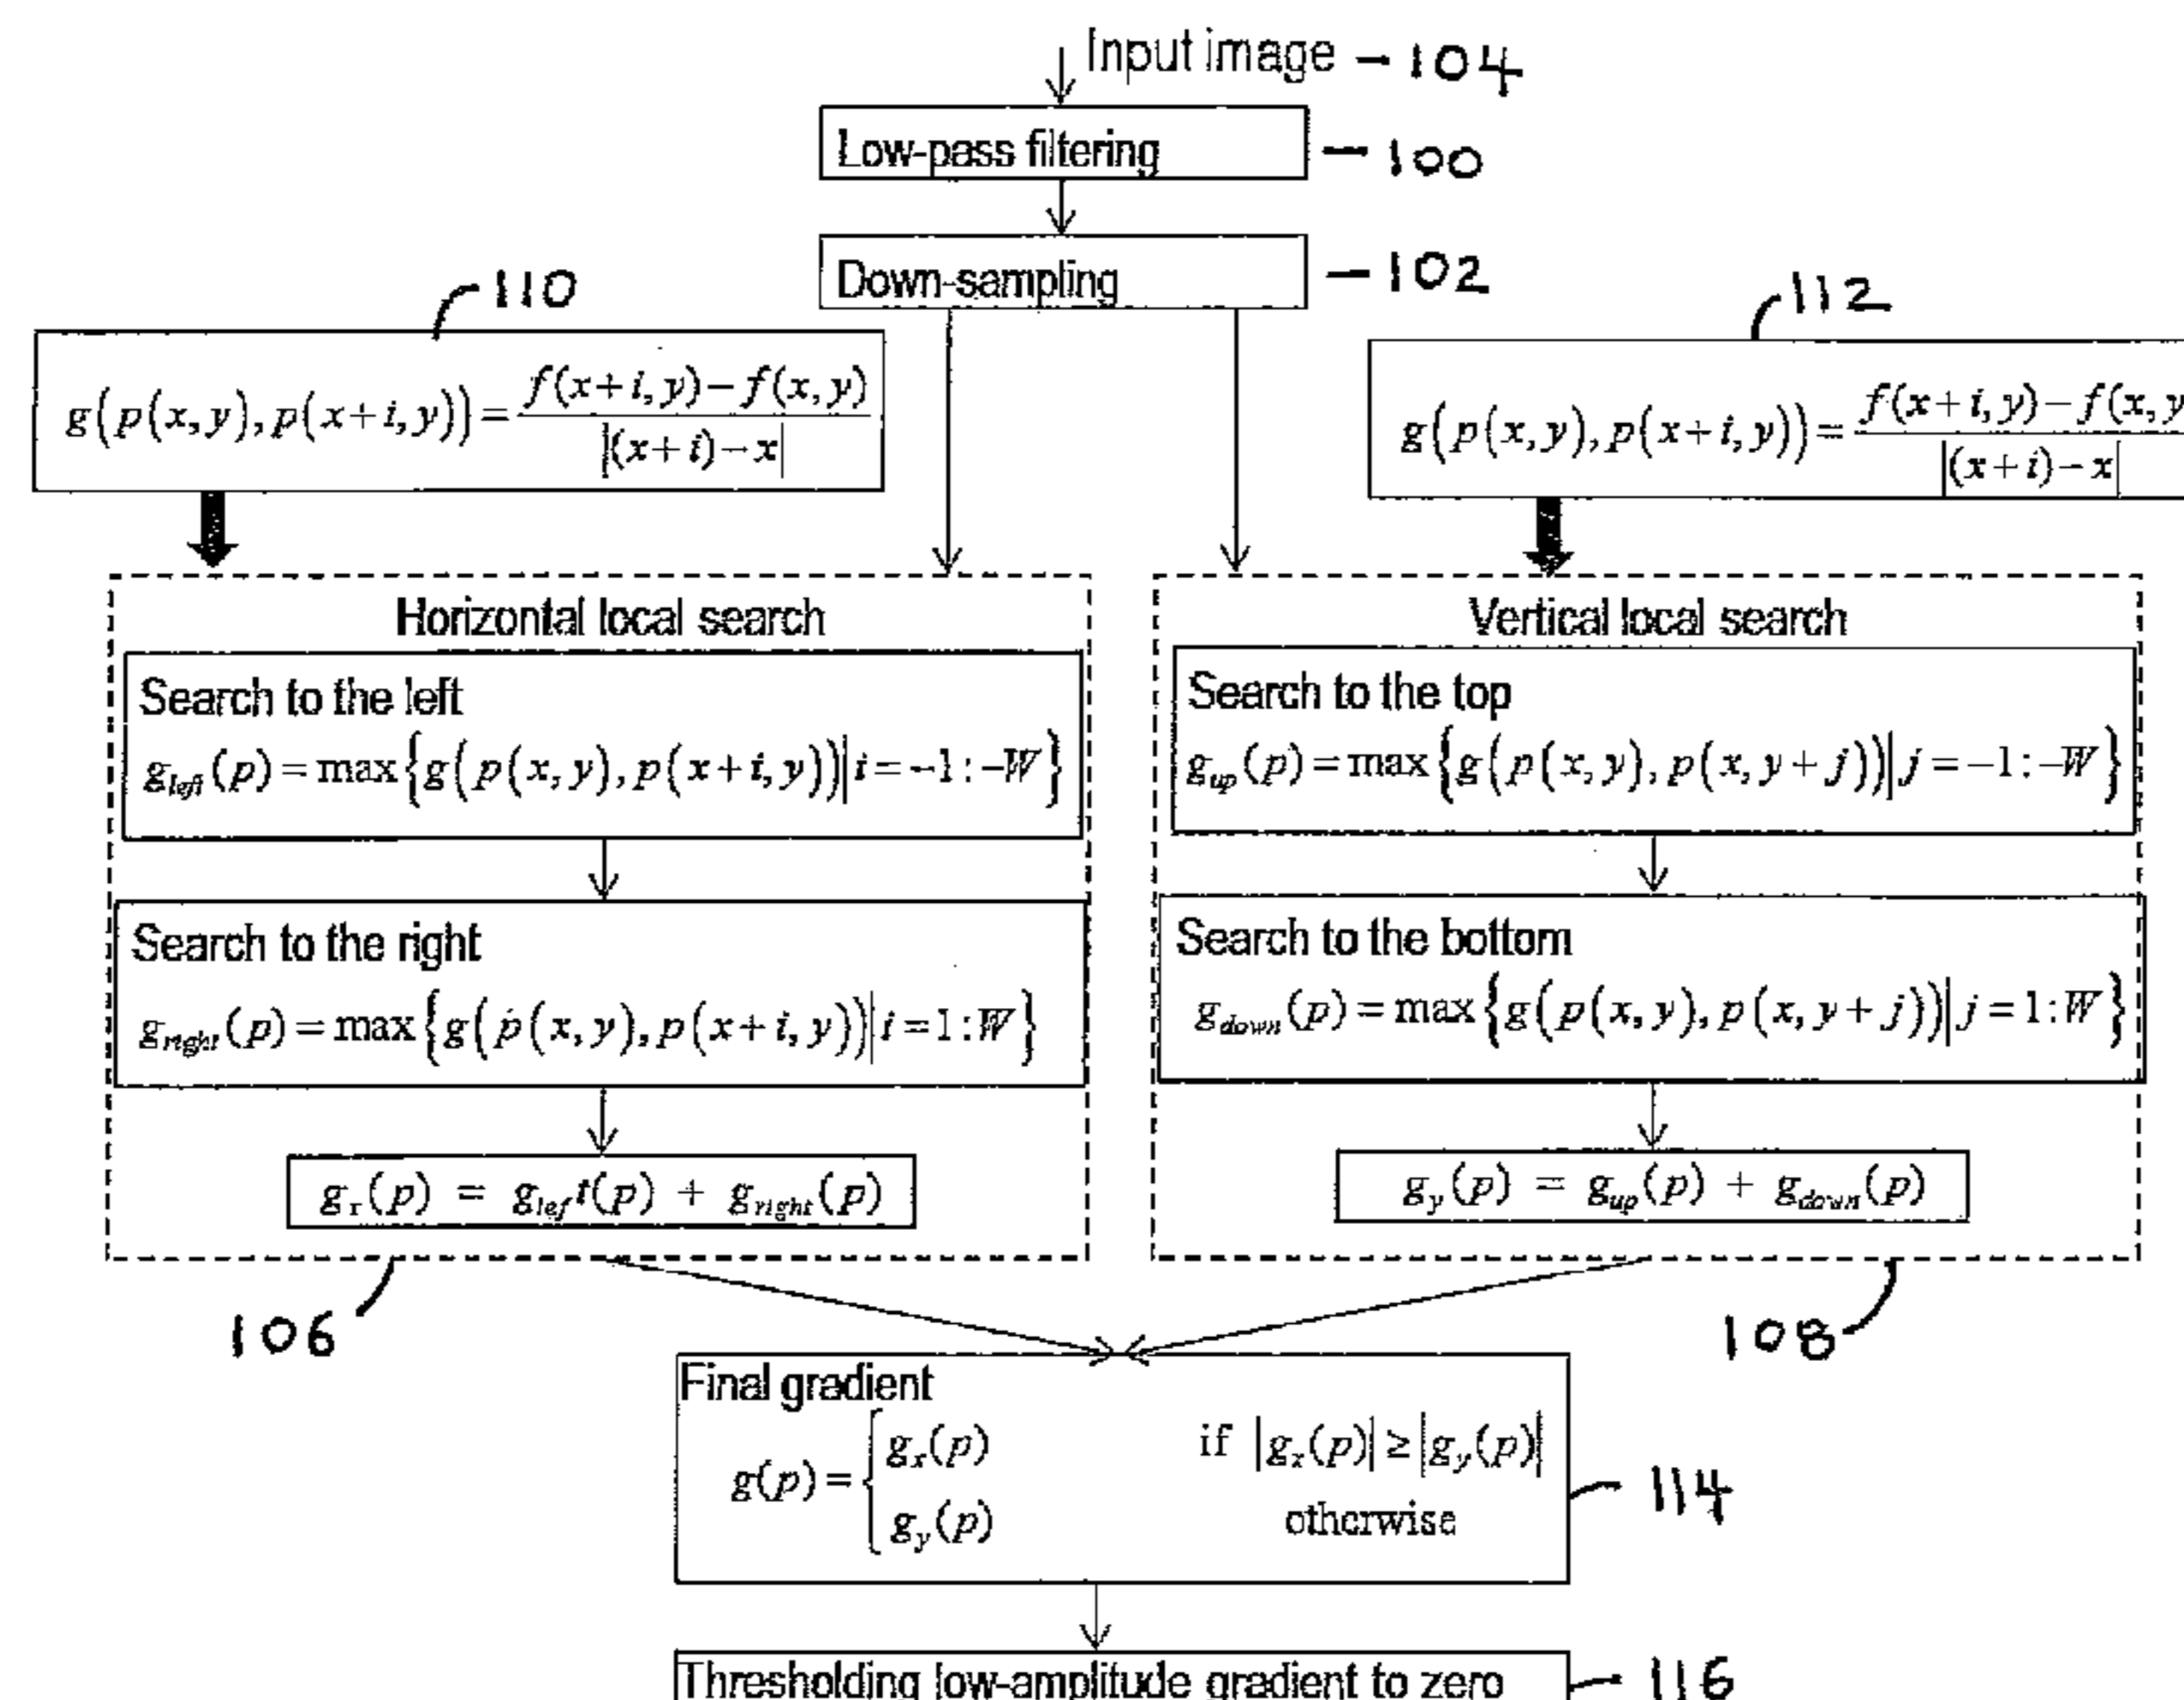 Input image – 104
Low-pass filtering – 100
Down-sampling – 102
110
g(p(x,y),p(x+i,y))= f(x+i,y)−f(x,y) / |(x+i)−x|
112
g(p(x,y),p(x+i,y))= f(x+i,y)−f(x,y / |(x+i)−x|
Horizontal local search
Search to the left
g_left(p)=max{g(p(x,y),p(x+i,y))|i=−1:−W}
Search to the right
g_right(p)=max{g(p(x,y),p(x+i,y))|i=1:W}
g_x(p) = g_lef t(p) + g_right(p)
106
Vertical local search
Search to the top
g_up(p)=max{g(p(x,y),p(x,y+j))|j=−1:−W}
Search to the bottom
g_down(p)=max{g(p(x,y),p(x,y+j))|j=1:W}
g_y(p) = g_up(p) + g_down(p)
108
Final gradient
g(p)={ g_x(p) if |g_x(p)|≥|g_y(p)|
g_y(p) otherwise
114
Thresholding low-amplitude gradient to zero – 116